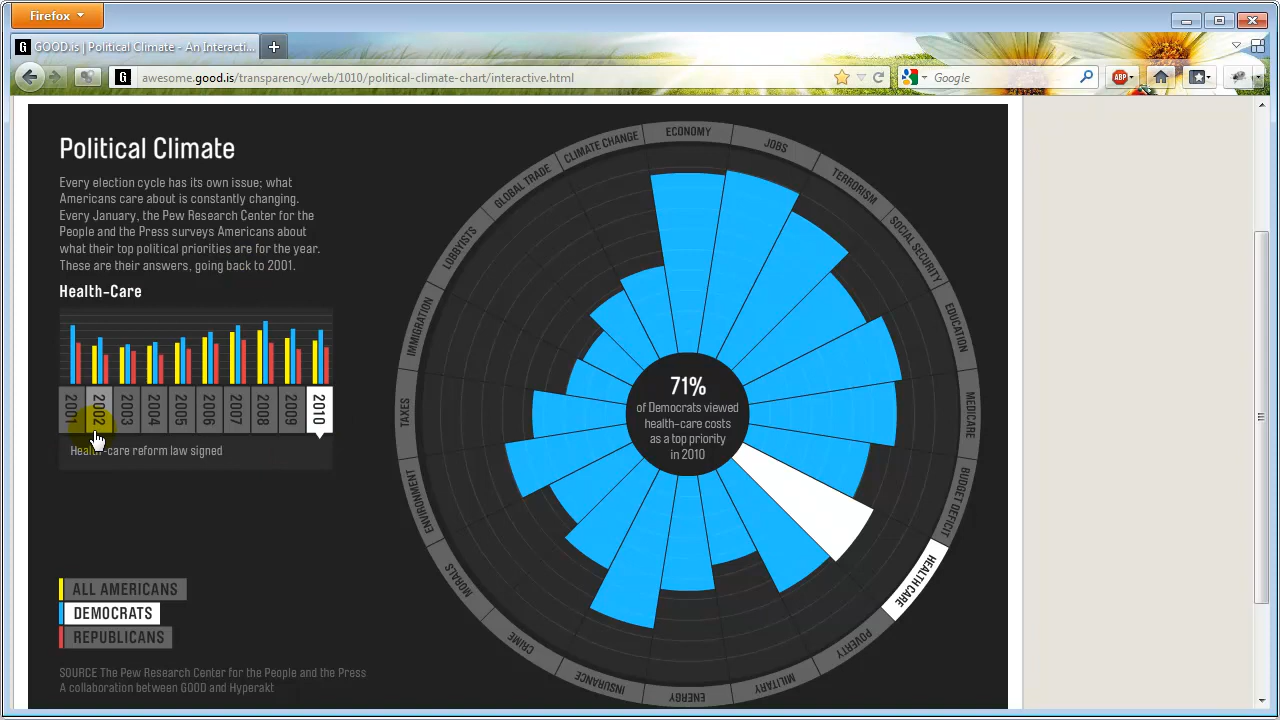 Firefox
GOOD.is | Political Climate - An Interacti...
awesome.good.is/transparency/web/1010/political-climate-chart/interactive.html
Google
ABP
Political Climate
Every election cycle has its own issue; what
Americans care about is constantly changing.
Every January, the Pew Research Center for the
People and the Press surveys Americans about
what their top political priorities are for the year.
These are their answers, going back to 2001.
Health-Care
2001 2002 2003 2004 2005 2006 2007 2008 2009 2010
Health-care reform law signed
ALL AMERICANS
DEMOCRATS
REPUBLICANS
SOURCE The Pew Research Center for the People and the Press
A collaboration between GOOD and Hyperakt
ECONOMY
JOBS
TERRORISM
SOCIAL SECURITY
EDUCATION
MEDICARE
BUDGET DEFICIT
HEALTH CARE
POVERTY
MILITARY
ENERGY
INSURANCE
CRIME
MORALS
ENVIRONMENT
TAXES
IMMIGRATION
LOBBYISTS
GLOBAL TRADE
CLIMATE CHANGE
71%
of Democrats viewed
health-care costs
as a top priority
in 2010